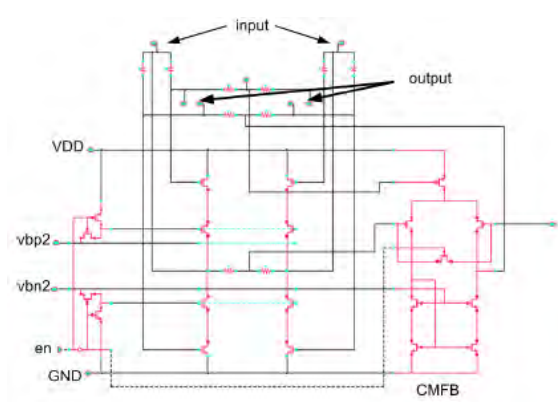 input
output
VDD
vbp2
vbn2
en
GND
CMFB